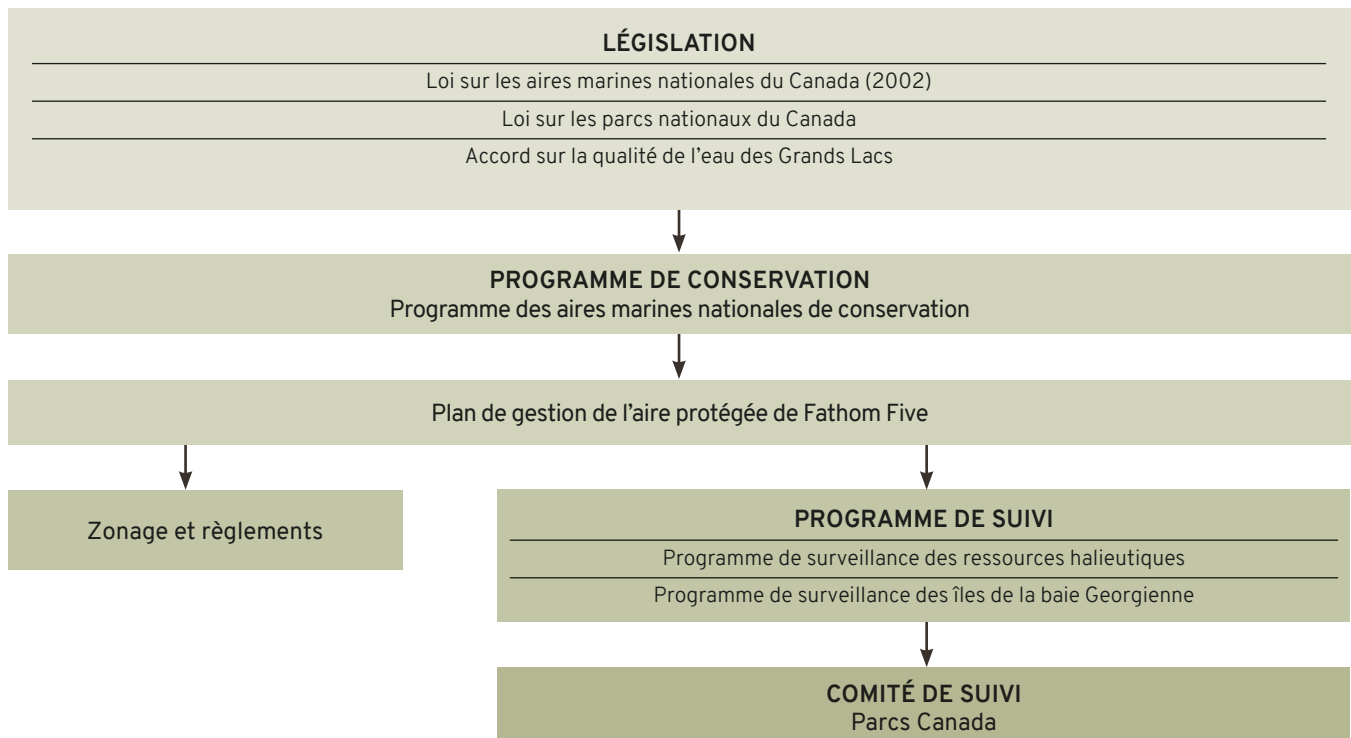 LÉGISLATION
Loi sur les aires marines nationales du Canada (2002)
Loi sur les parcs nationaux du Canada
Accord sur la qualité de l’eau des Grands Lacs
PROGRAMME DE CONSERVATION
Programme des aires marines nationales de conservation
Plan de gestion de l’aire protégée de Fathom Five
Zonage et règlements
PROGRAMME DE SUIVI
Programme de surveillance des ressources halieutiques
Programme de surveillance des îles de la baie Georgienne
COMITÉ DE SUIVI
Parcs Canada